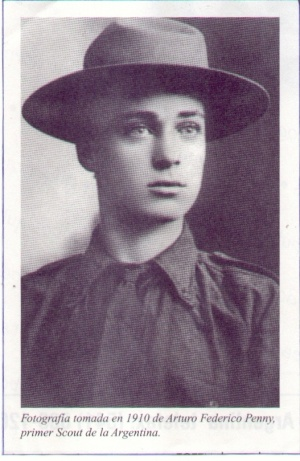 Fotografía tomada en 1910 de Arturo Federico Penny,
primer Scout de la Argentina.